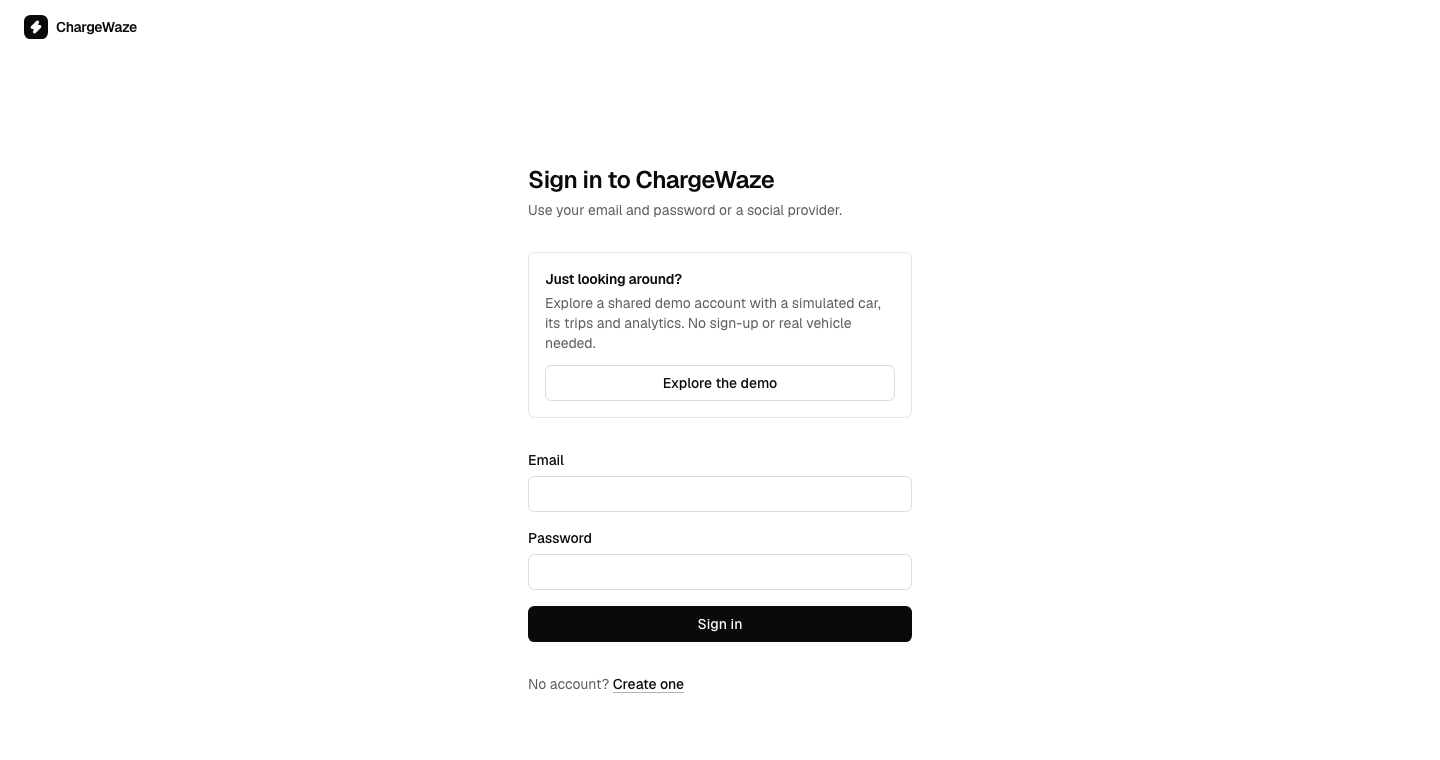 ChargeWaze
Sign in to ChargeWaze
Use your email and password or a social provider.
Just looking around?
Explore a shared demo account with a simulated car,
its trips and analytics. No sign-up or real vehicle
needed.
Explore the demo
Email
Password
Sign in
No account? Create one